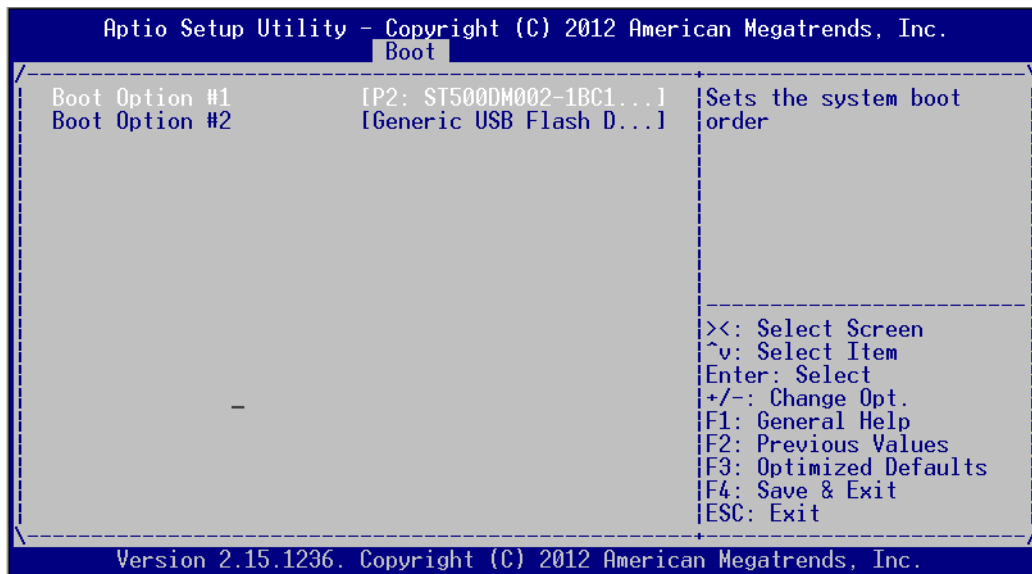 Aptio Setup Utility - Copyright (C) 2012 American Megatrends, Inc.
Boot
Boot Option #1 [P2: ST500DM002-1BC1...]
Boot Option #2 [Generic USB Flash D...]
Sets the system boot
order
><: Select Screen
^v: Select Item
Enter: Select
+/-: Change Opt.
F1: General Help
F2: Previous Values
F3: Optimized Defaults
F4: Save & Exit
ESC: Exit
Version 2.15.1236. Copyright (C) 2012 American Megatrends, Inc.